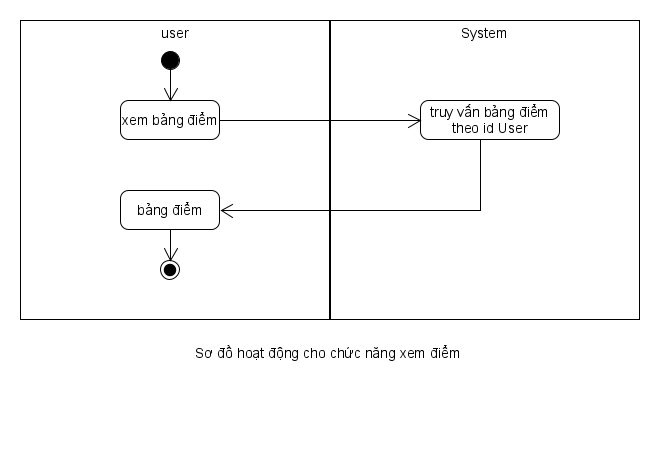 user
System
xem bảng điểm
truy vấn bảng điểm
theo id User
bảng điểm
Sơ đồ hoạt động cho chức năng xem điểm